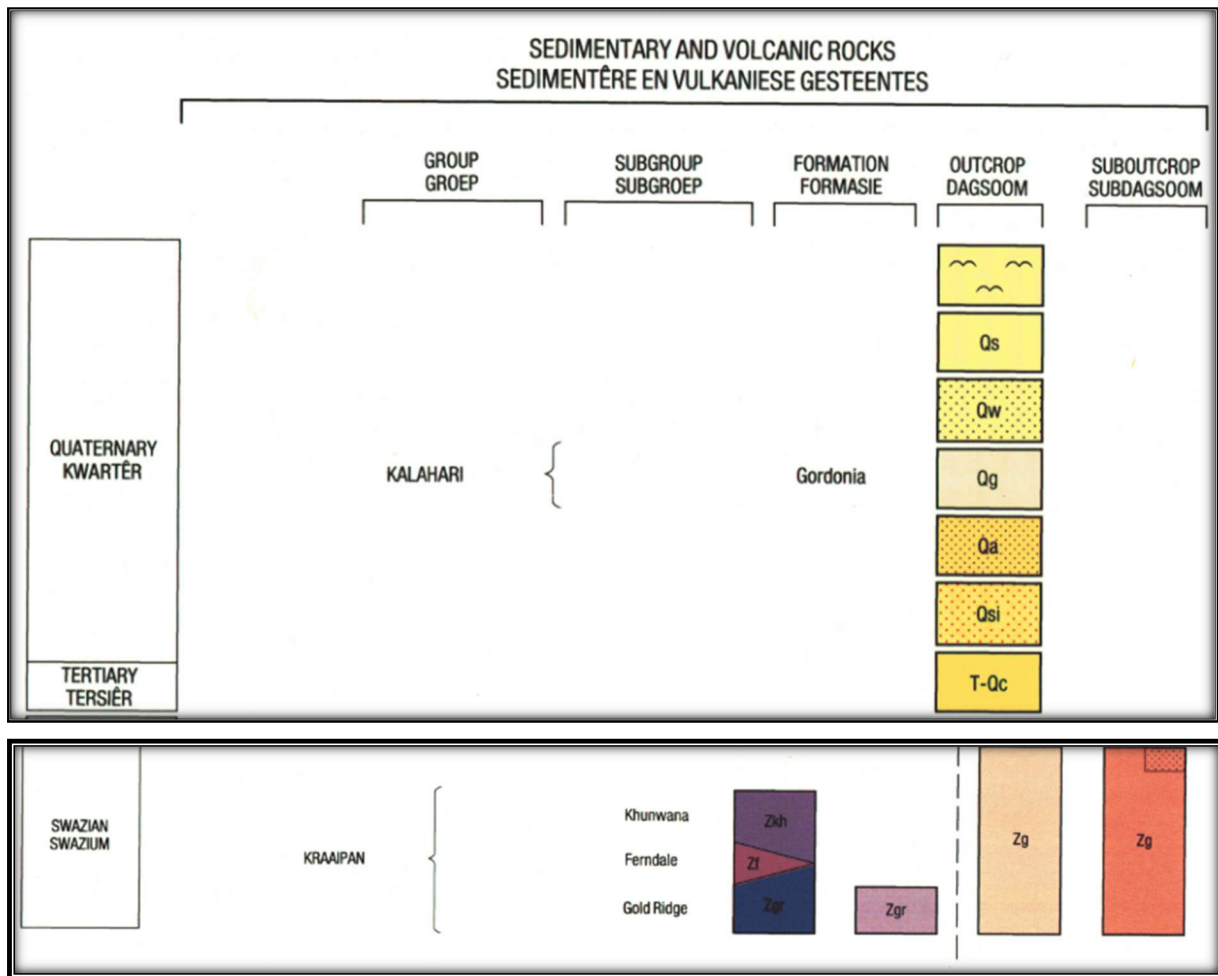 SEDIMENTARY AND VOLCANIC ROCKS
SEDIMENTÊRE EN VULKANIESE GESTEENTES
GROUP
GROEP
SUBGROUP
SUBGROEP
FORMATION
FORMASIE
OUTCROP
DAGSOOM
SUBOUTCROP
SUBDAGSOOM
QUATERNARY
KWARTÊR
KALAHARI
Gordonia
Qs
Qw
Qg
Qa
Qsi
T-Qc
TERTIARY
TERSIÊR
SWAZIAN
SWAZIUM
KRAAIPAN
Khunwana
Ferndale
Gold Ridge
Zkh
Zf
Zgr
Zgr
Zg
Zg